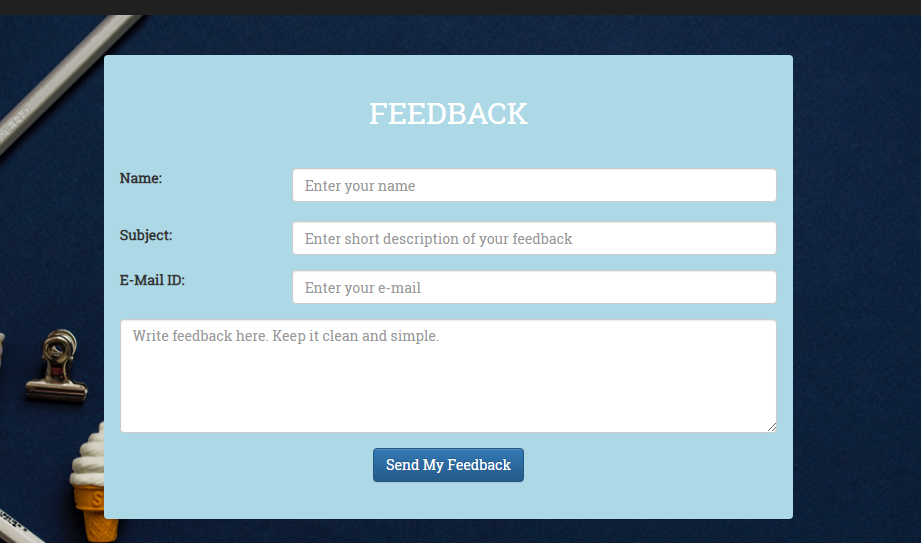 FEEDBACK
Name:
Enter your name
Subject:
Enter short description of your feedback
E-Mail ID:
Enter your e-mail
Write feedback here. Keep it clean and simple.
Send My Feedback